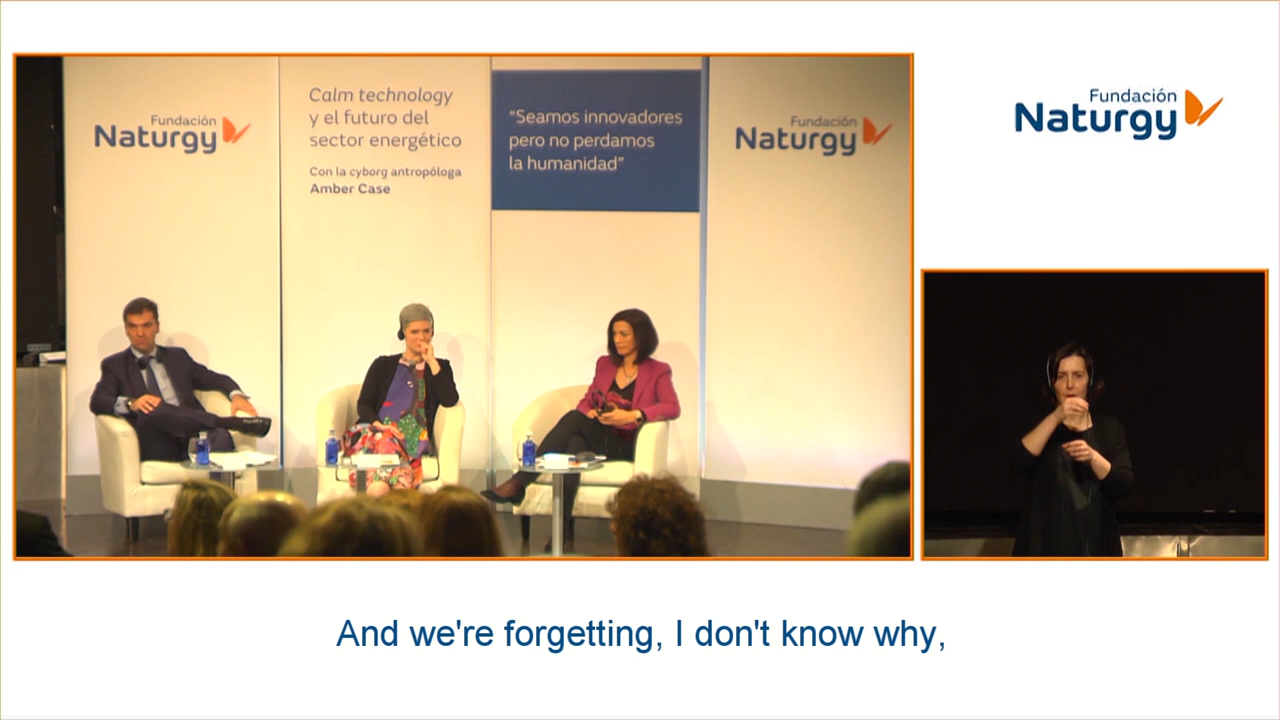 Fundación
Naturgy
Calm technology
y el futuro del
sector energético
Con la cyborg antropóloga
Amber Case
"Seamos innovadores
pero no perdamos
la humanidad"
Fundación
Naturgy
Fundación
Naturgy
And we're forgetting, I don't know why,